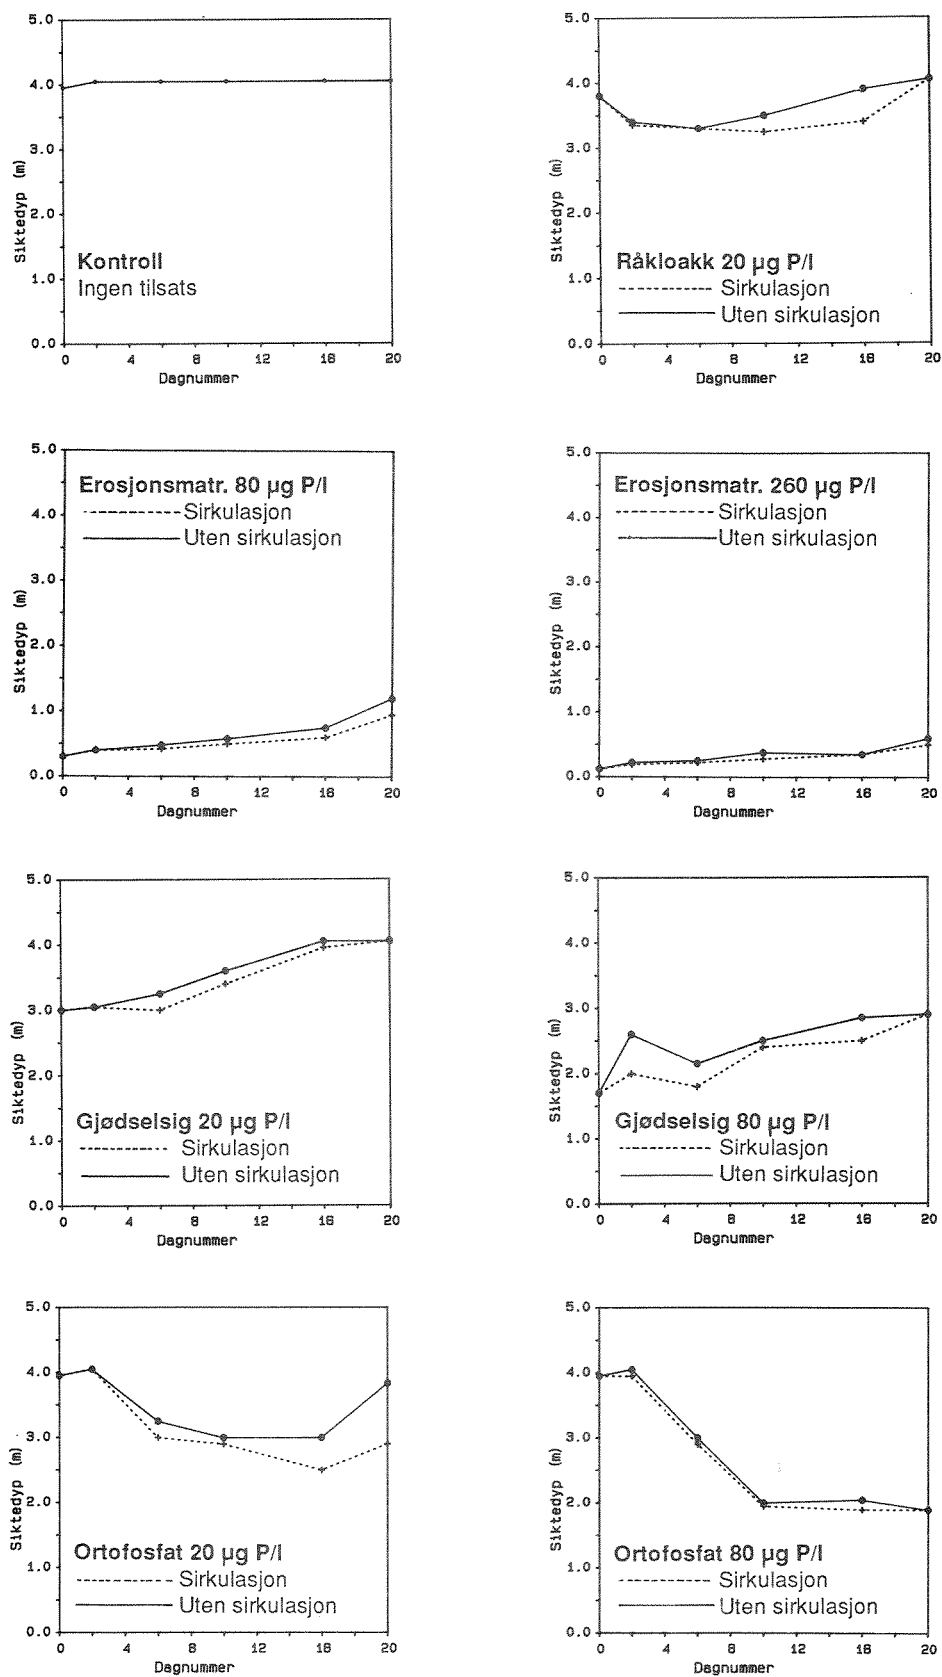 5.0
4.0
3.0
2.0
1.0
0.0
Siktedyp (m)
Kontroll
Ingen tilsats
0 4 8 12 16 20
Dagnummer
5.0
4.0
3.0
2.0
1.0
0.0
Siktedyp (m)
Råkloakk 20 µg P/l
Sirkulasjon
Uten sirkulasjon
0 4 8 12 16 20
Dagnummer
5.0
4.0
3.0
2.0
1.0
0.0
Siktedyp (m)
Erosjonsmatr. 80 µg P/l
Sirkulasjon
Uten sirkulasjon
0 4 8 12 16 20
Dagnummer
5.0
4.0
3.0
2.0
1.0
0.0
Siktedyp (m)
Erosjonsmatr. 260 µg P/l
Sirkulasjon
Uten sirkulasjon
0 4 8 12 16 20
Dagnummer
5.0
4.0
3.0
2.0
1.0
0.0
Siktedyp (m)
Gjødselsig 20 µg P/l
Sirkulasjon
Uten sirkulasjon
0 4 8 12 16 20
Dagnummer
5.0
4.0
3.0
2.0
1.0
0.0
Siktedyp (m)
Gjødselsig 80 µg P/l
Sirkulasjon
Uten sirkulasjon
0 4 8 12 16 20
Dagnummer
5.0
4.0
3.0
2.0
1.0
0.0
Siktedyp (m)
Ortofosfat 20 µg P/l
Sirkulasjon
Uten sirkulasjon
0 4 8 12 16 20
Dagnummer
5.0
4.0
3.0
2.0
1.0
0.0
Siktedyp (m)
Ortofosfat 80 µg P/l
Sirkulasjon
Uten sirkulasjon
0 4 8 12 16 20
Dagnummer